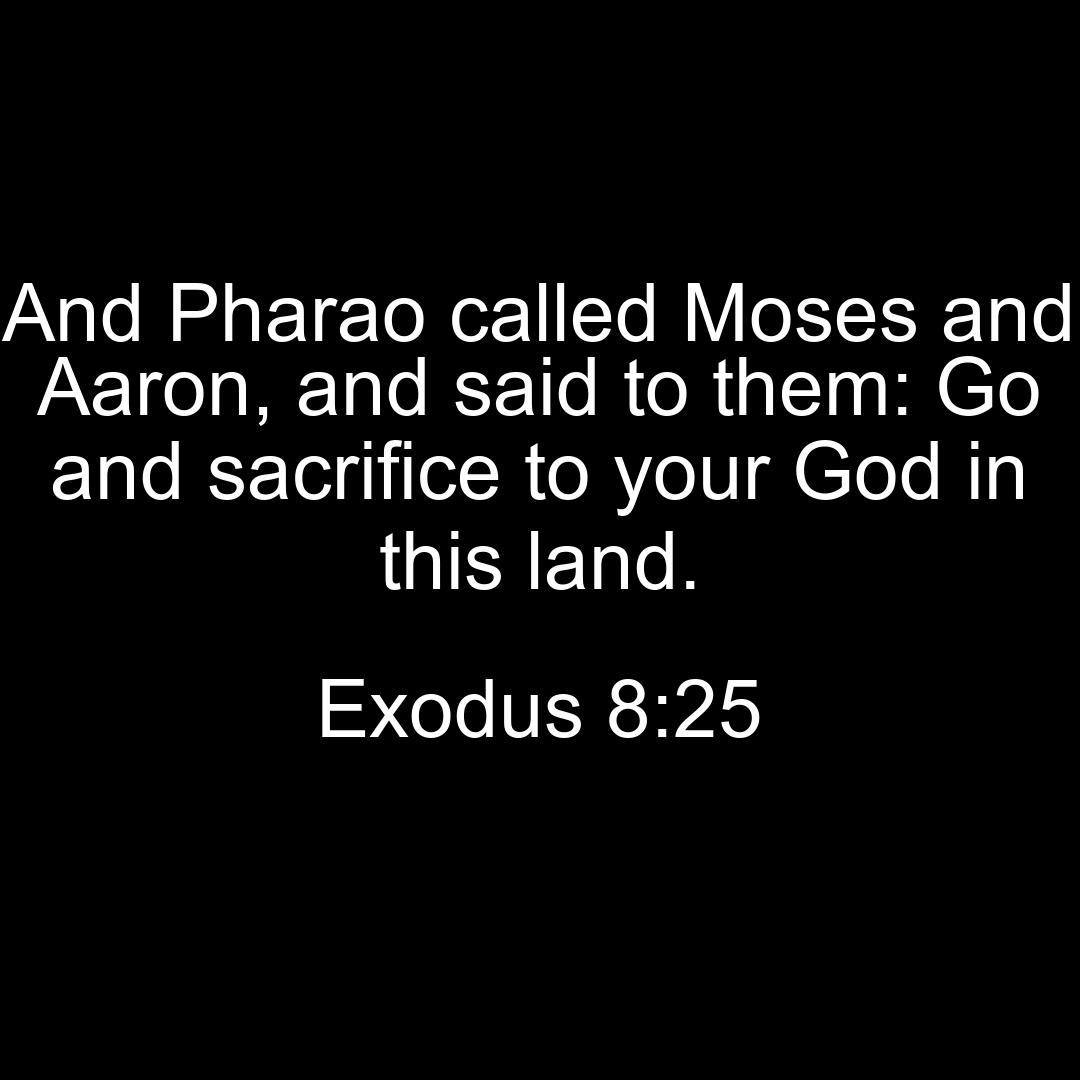 And Pharao called Moses and
Aaron, and said to them: Go
and sacrifice to your God in
this land.
Exodus 8:25